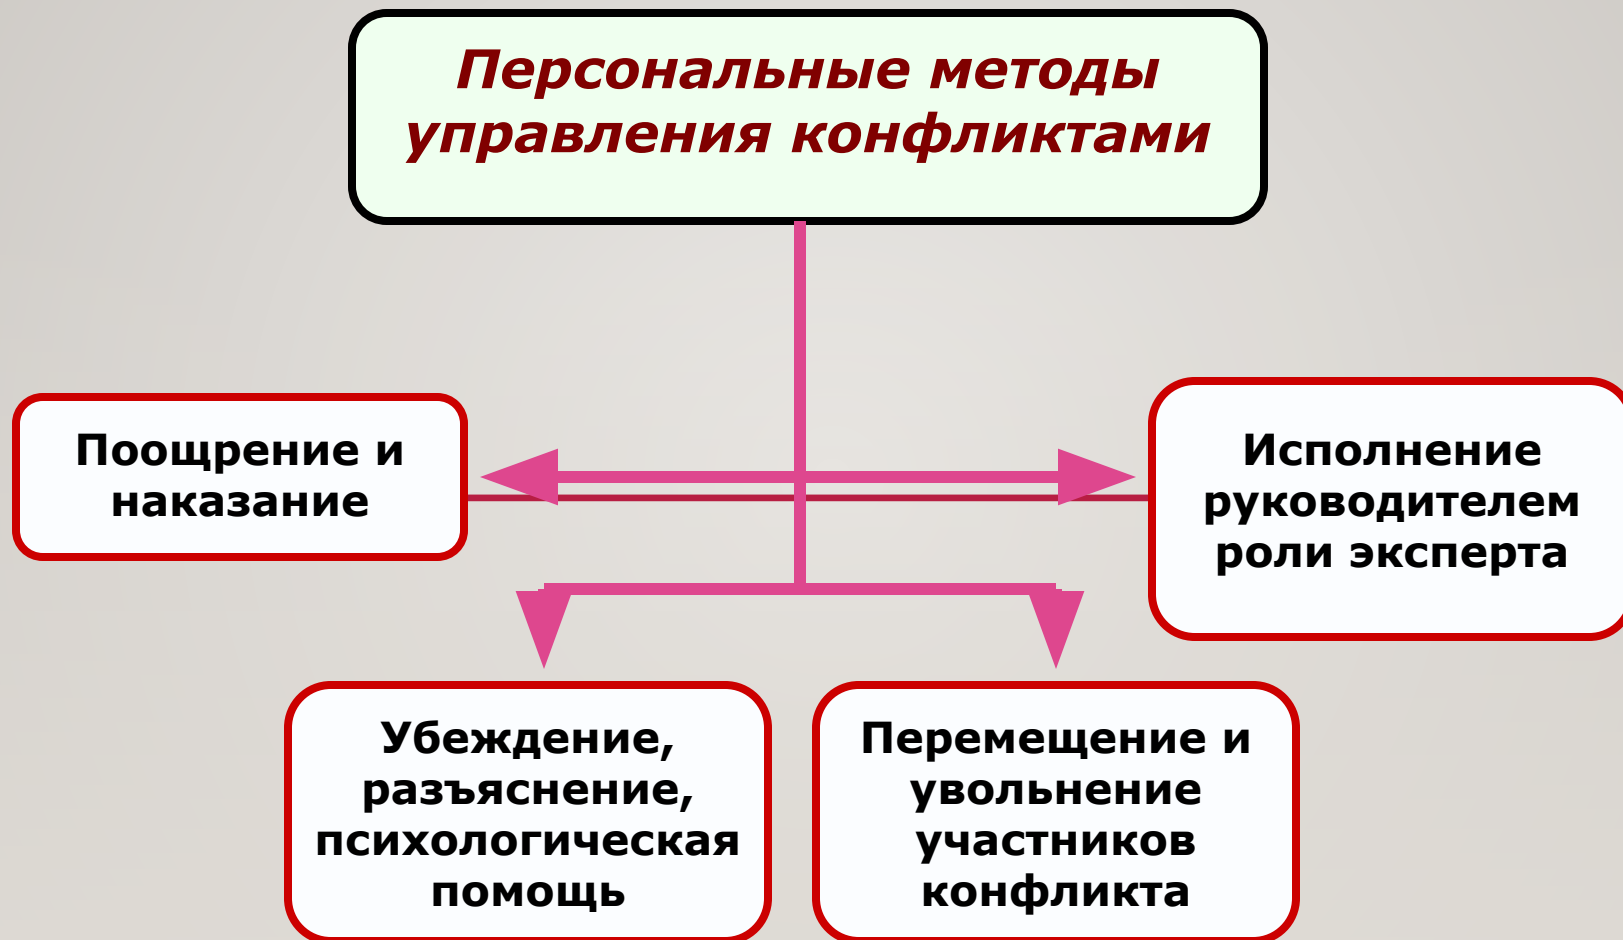 Персональные методы
управления конфликтами
Поощрение и
наказание
Исполнение
руководителем
роли эксперта
Убеждение,
разъяснение,
психологическая
помощь
Перемещение и
увольнение
участников
конфликта